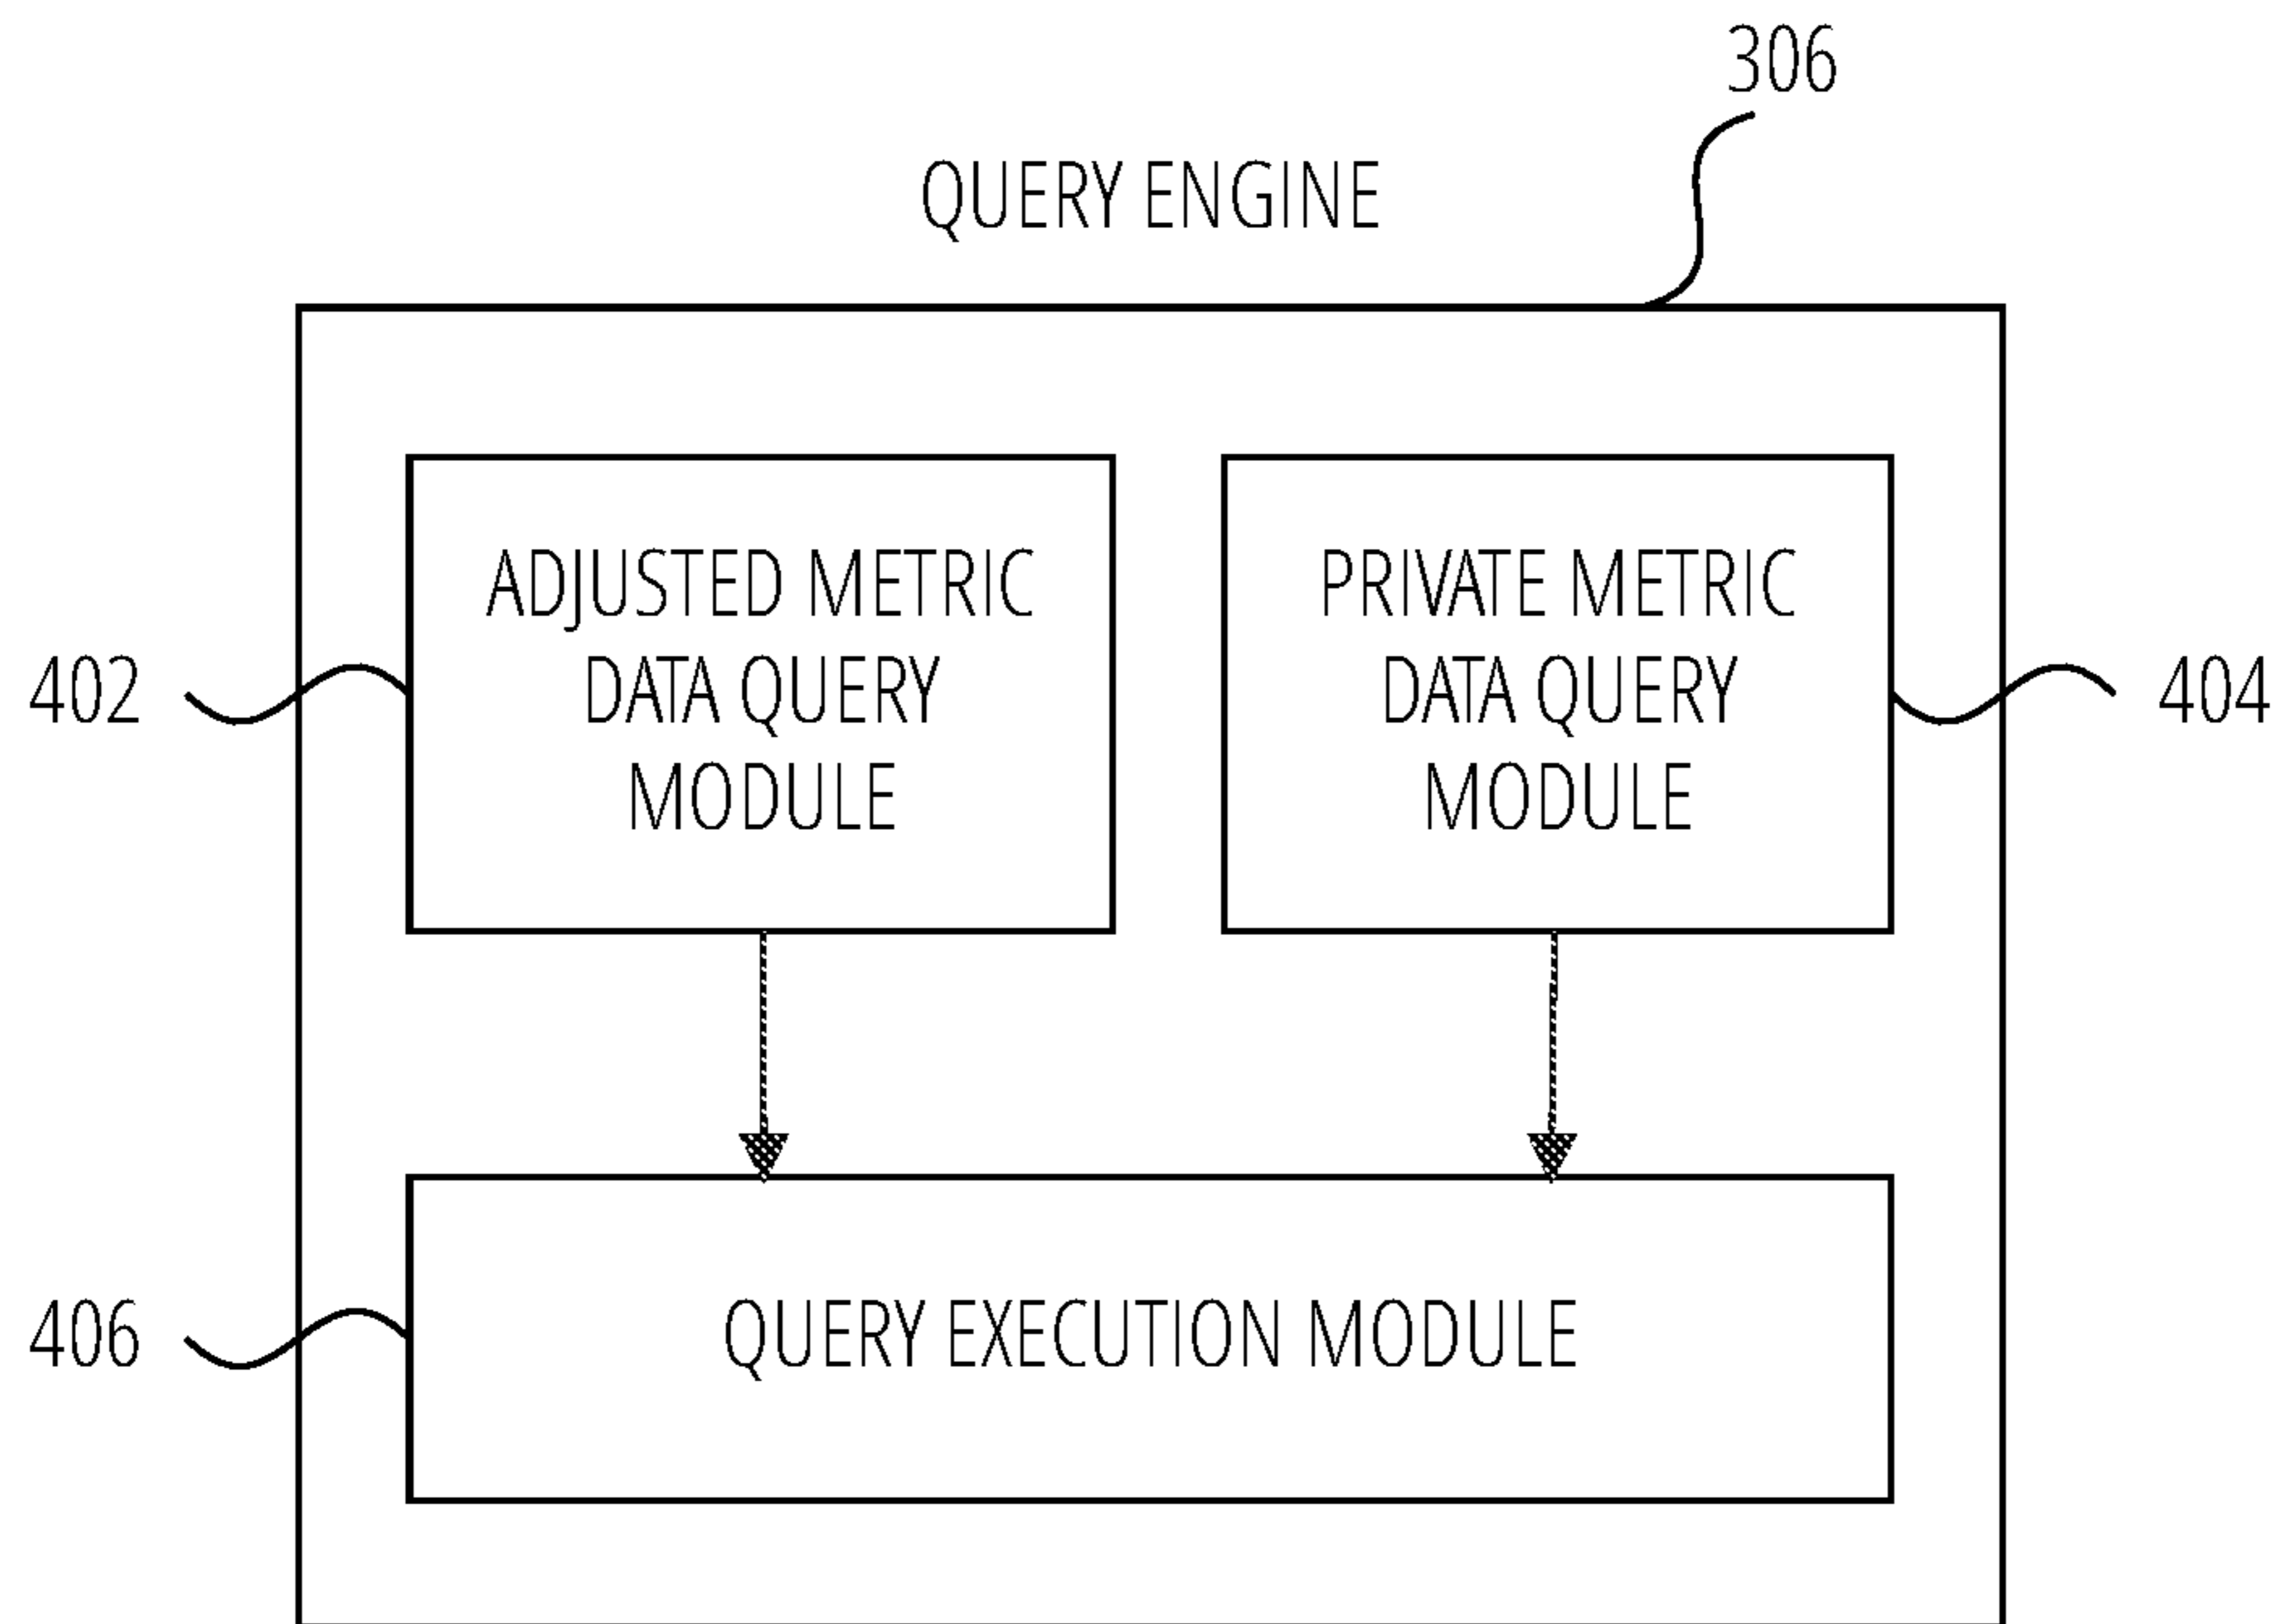 306
QUERY ENGINE
ADJUSTED METRIC
DATA QUERY
MODULE
PRIVATE METRIC
DATA QUERY
MODULE
402
404
406
QUERY EXECUTION MODULE